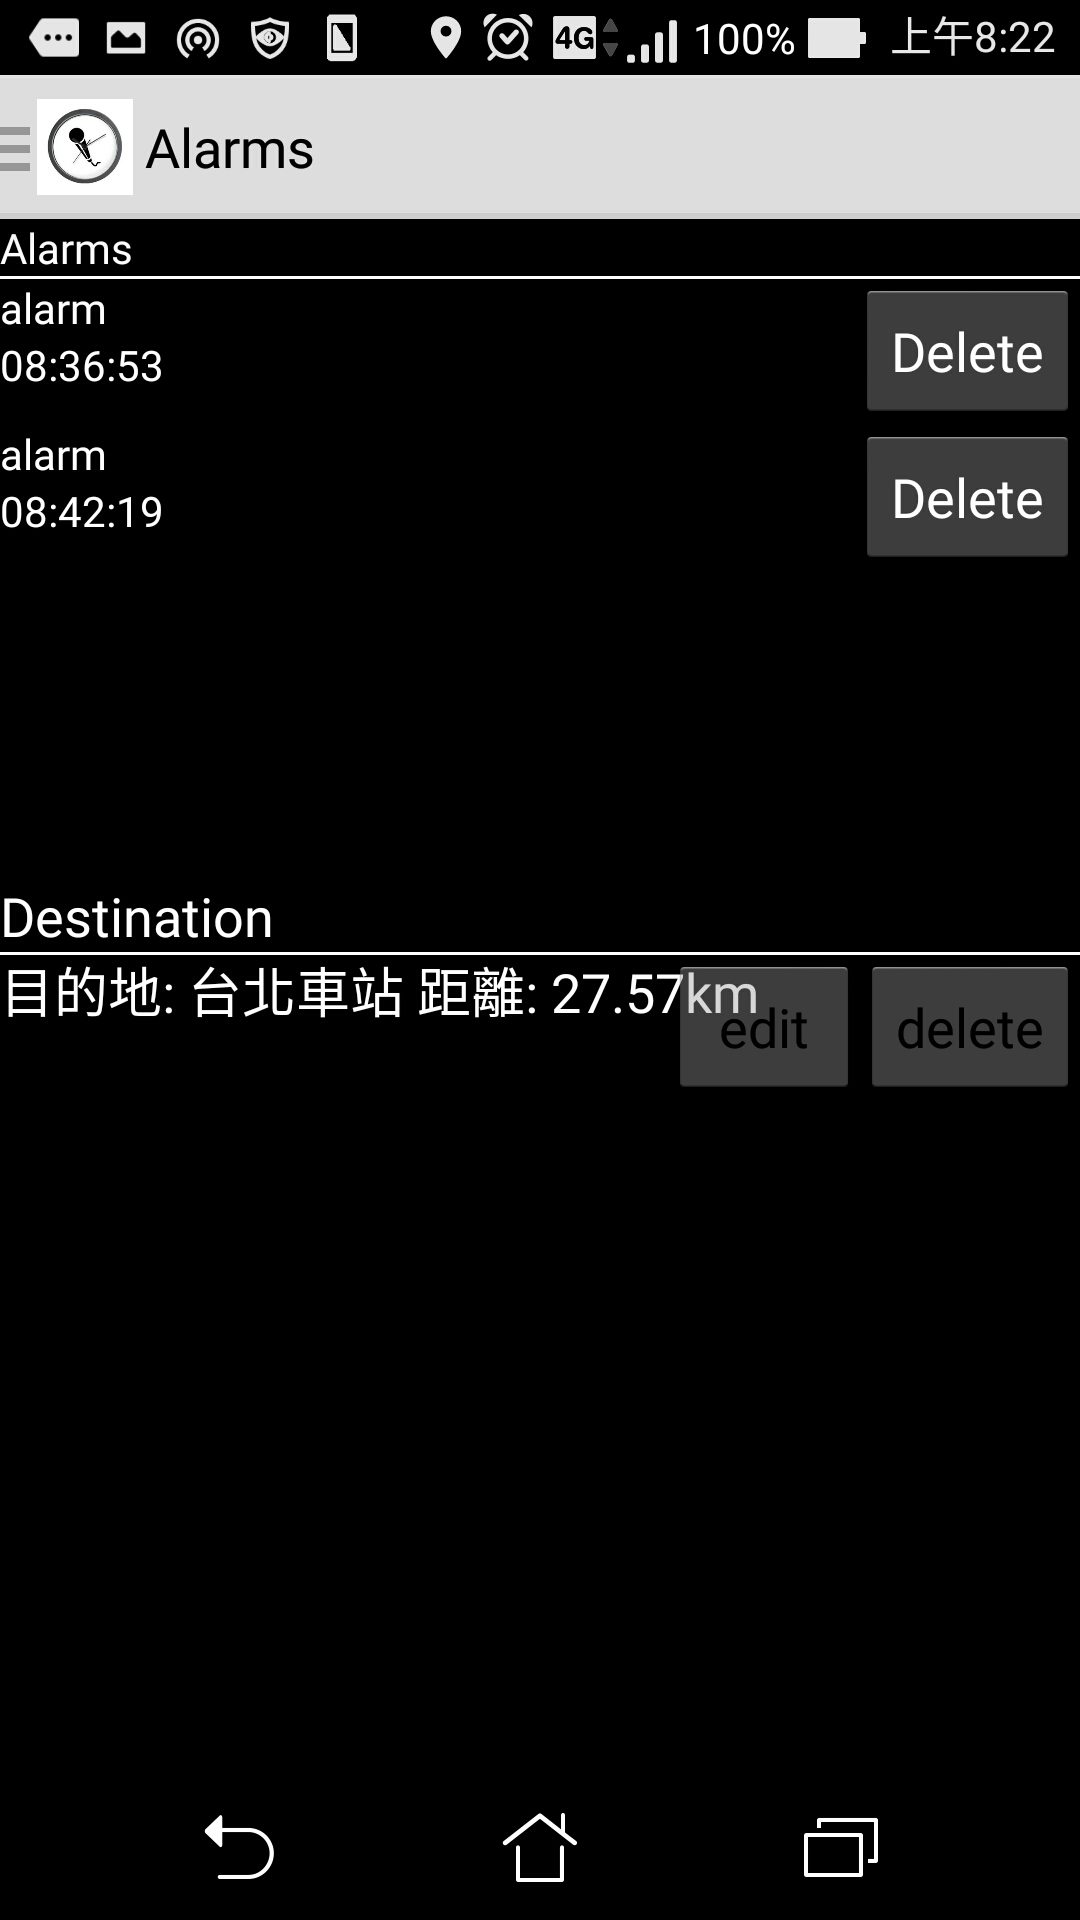 4G 100% 上午8:22
Alarms
Alarms
alarm
08:36:53
Delete
alarm
08:42:19
Delete
Destination
目的地: 台北車站 距離: 27.57km
edit
delete